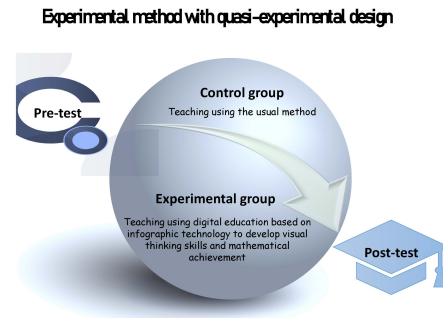 Experimental method with quasi-experimental design
Control group
Teaching using the usual method
Pre-test
Experimental group
Teaching using digital education based on
infographic technology to develop visual
thinking skills and mathematical
achievement
Post-test